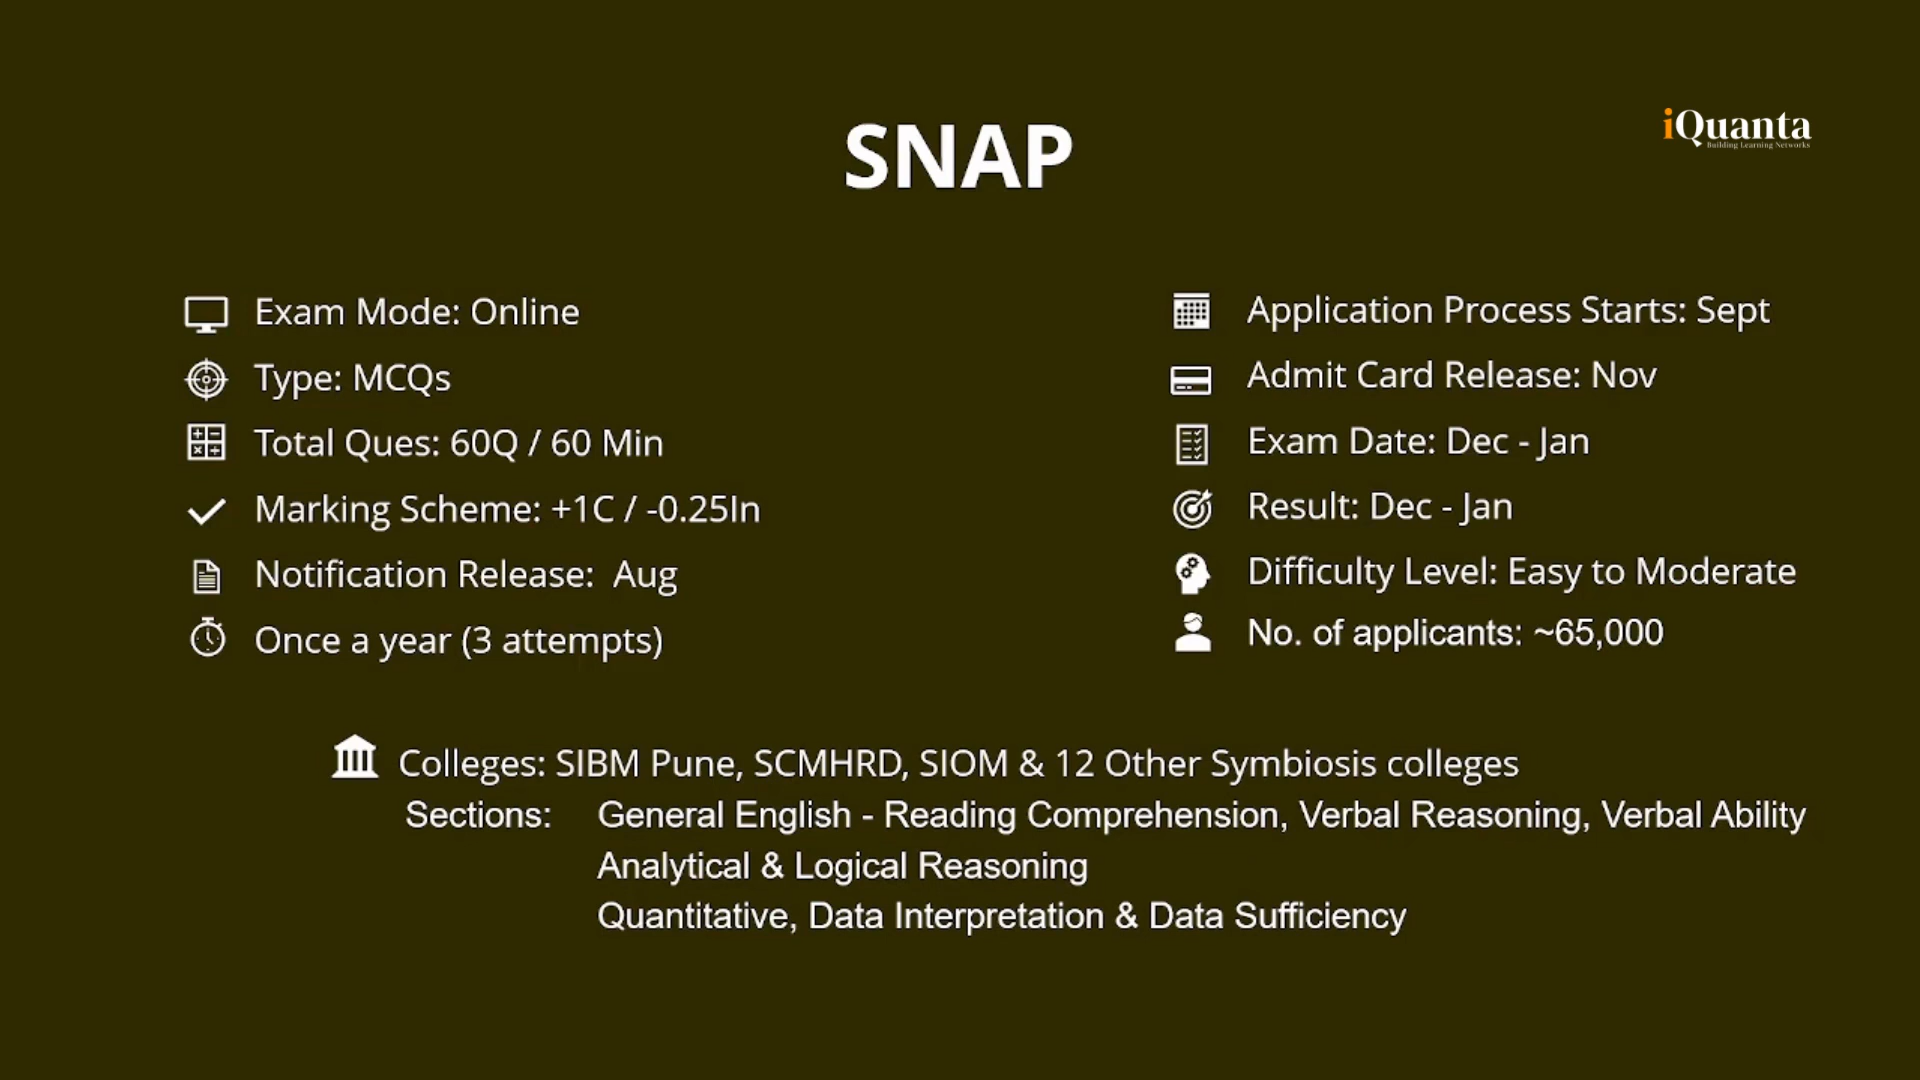 SNAP
iQuanta
Building Learning Networks
Exam Mode: Online
Type: MCQs
Total Ques: 60Q / 60 Min
Marking Scheme: +1C / -0.25In
Notification Release: Aug
Once a year (3 attempts)
Application Process Starts: Sept
Admit Card Release: Nov
Exam Date: Dec - Jan
Result: Dec - Jan
Difficulty Level: Easy to Moderate
No. of applicants: ~65,000
Colleges: SIBM Pune, SCMHRD, SIOM & 12 Other Symbiosis colleges
Sections: General English - Reading Comprehension, Verbal Reasoning, Verbal Ability
Analytical & Logical Reasoning
Quantitative, Data Interpretation & Data Sufficiency